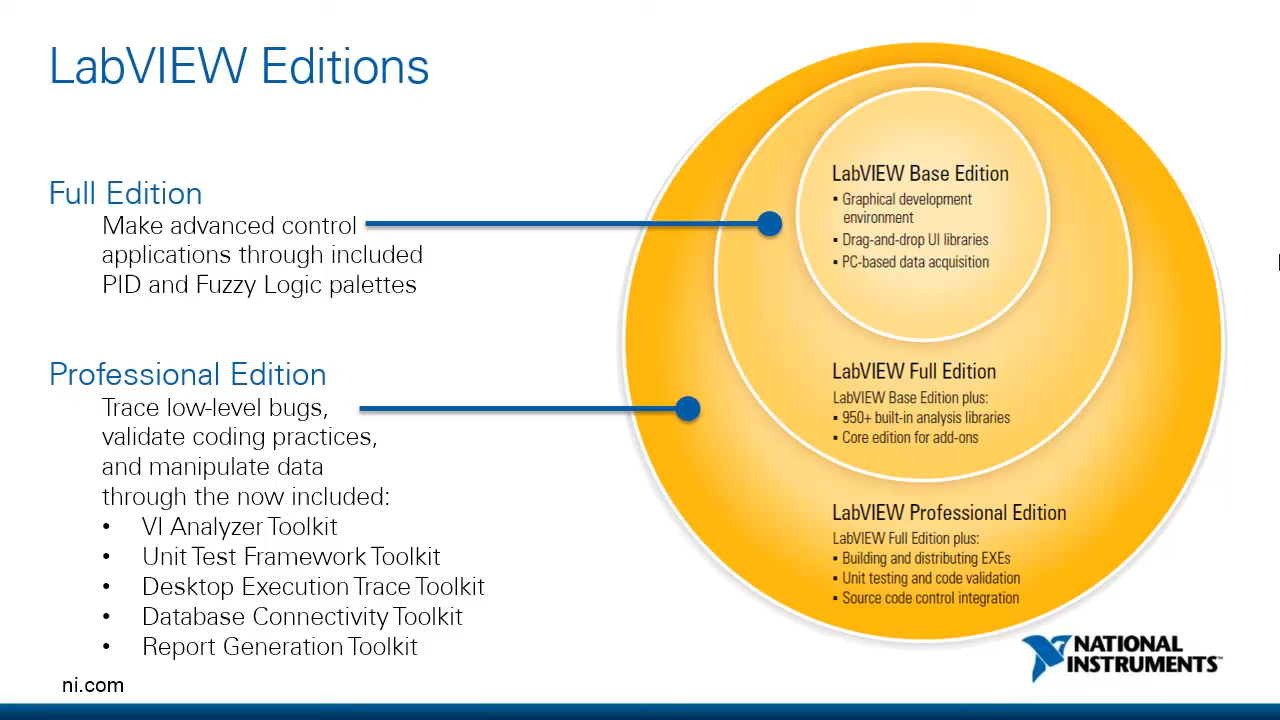 LabVIEW Editions
Full Edition
Make advanced control
applications through included
PID and Fuzzy Logic palettes
Professional Edition
Trace low-level bugs,
validate coding practices,
and manipulate data
through the now included:
• VI Analyzer Toolkit
• Unit Test Framework Toolkit
• Desktop Execution Trace Toolkit
• Database Connectivity Toolkit
• Report Generation Toolkit
LabVIEW Base Edition
▪ Graphical development
environment
▪ Drag-and-drop UI libraries
▪ PC-based data acquisition
LabVIEW Full Edition
LabVIEW Base Edition plus:
▪ 950+ built-in analysis libraries
▪ Core edition for add-ons
LabVIEW Professional Edition
LabVIEW Full Edition plus:
▪ Building and distributing EXEs
▪ Unit testing and code validation
▪ Source code control integration
NATIONAL
INSTRUMENTS™
ni.com